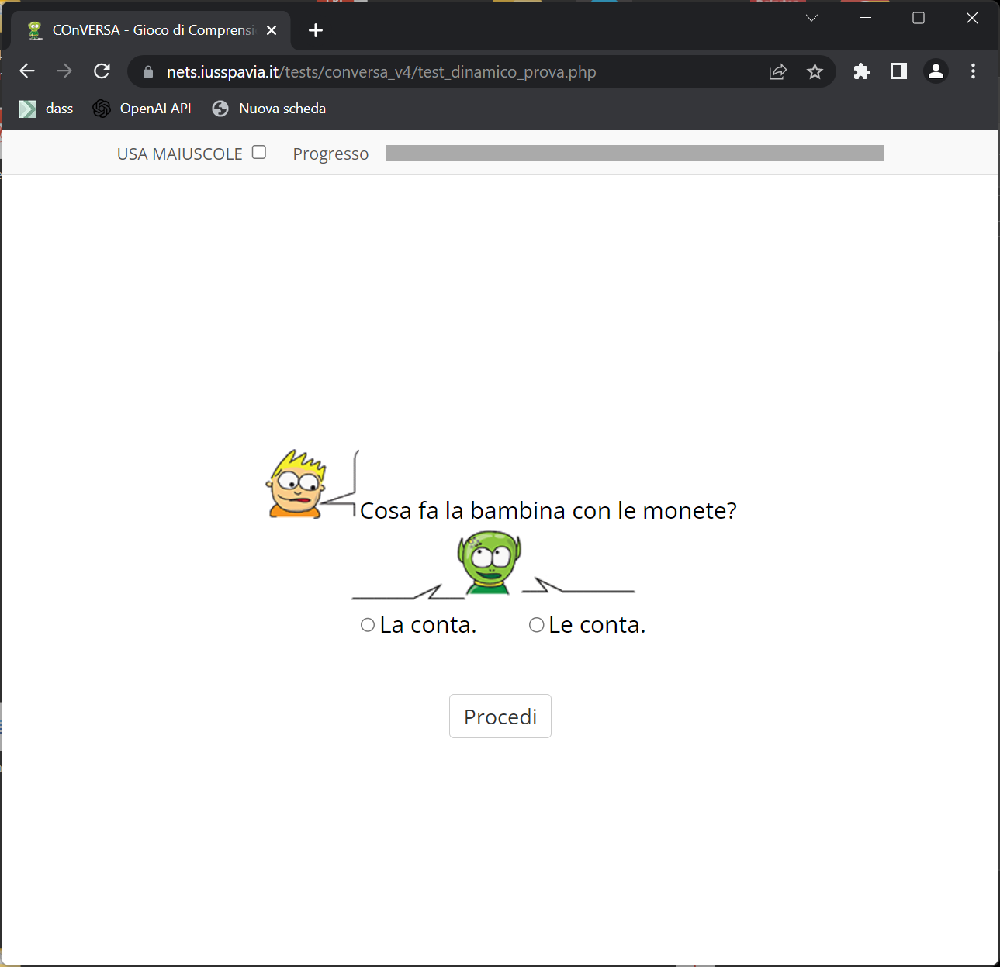 COnVERSA - Gioco di Comprensi
nets.iusspavia.it/tests/conversa_v4/test_dinamico_prova.php
dass OpenAI API Nuova scheda
USA MAIUSCOLE Progresso
Cosa fa la bambina con le monete?
La conta. Le conta.
Procedi